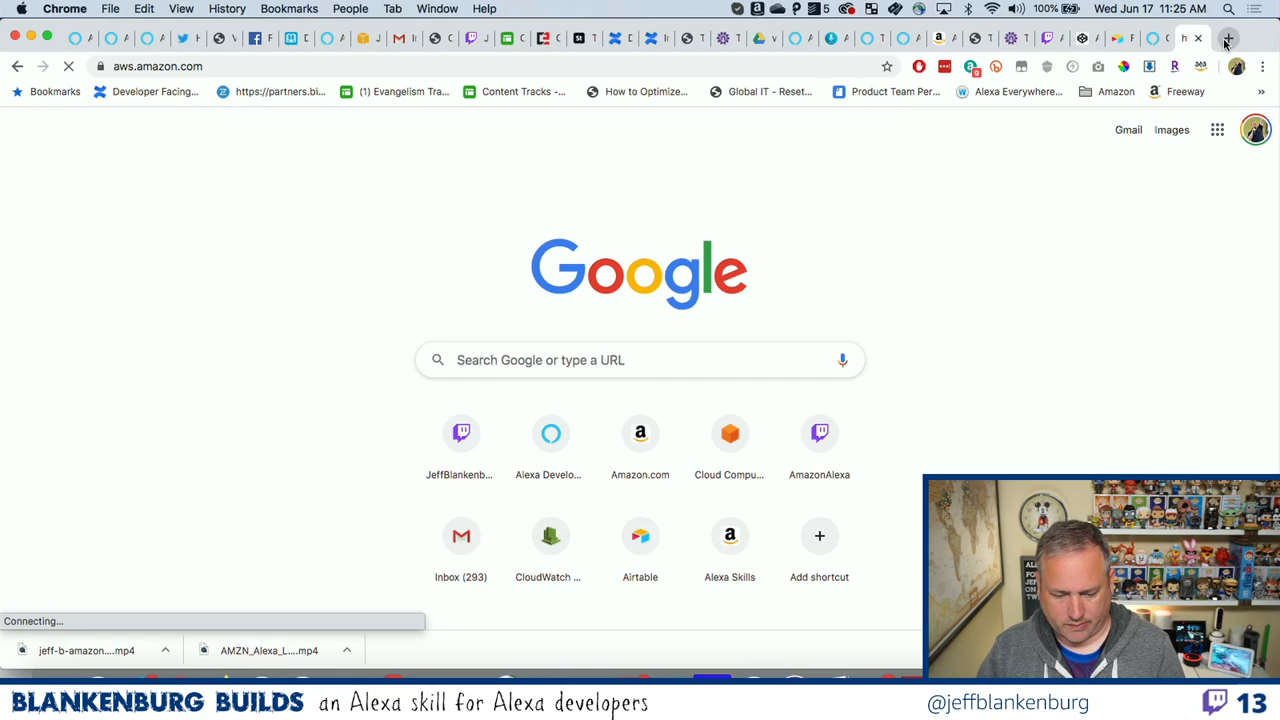 Chrome File Edit View History Bookmarks People Tab Window Help 5 100% Wed Jun 17 11:25 AM
aws.amazon.com
Bookmarks Developer Facing... https://partners.bi... (1) Evangelism Tra... Content Tracks -... How to Optimize... Global IT - Reset... Product Team Per... Alexa Everywhere... Amazon Freeway »
Gmail Images
Google
Search Google or type a URL
JeffBlankenb... Alexa Develo... Amazon.com Cloud Compu... AmazonAlexa
Inbox (293) CloudWatch ... Airtable Alexa Skills Add shortcut
Connecting...
jeff-b-amazon....mp4 AMZN_Alexa_L....mp4
BLANKENBURG BUILDS an Alexa skill for Alexa developers @jeffblankenburg 13